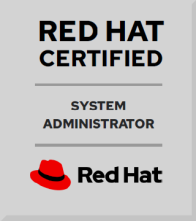 RED HAT
CERTIFIED
SYSTEM
ADMINISTRATOR
Red Hat